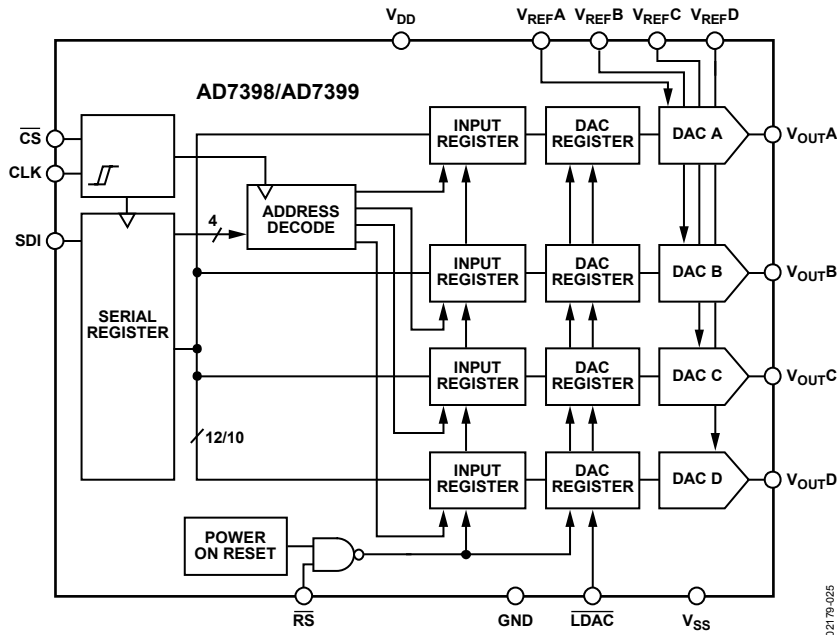 VDD
VREFA VREFB VREFC VREFD
AD7398/AD7399
CS
CLK
SDI
SERIAL
REGISTER
4
12/10
ADDRESS
DECODE
INPUT
REGISTER
DAC
REGISTER
DAC A
VOUTA
INPUT
REGISTER
DAC
REGISTER
DAC B
VOUTB
INPUT
REGISTER
DAC
REGISTER
DAC C
VOUTC
INPUT
REGISTER
DAC
REGISTER
DAC D
VOUTD
POWER
ON RESET
RS
GND
LDAC
VSS
02179-025